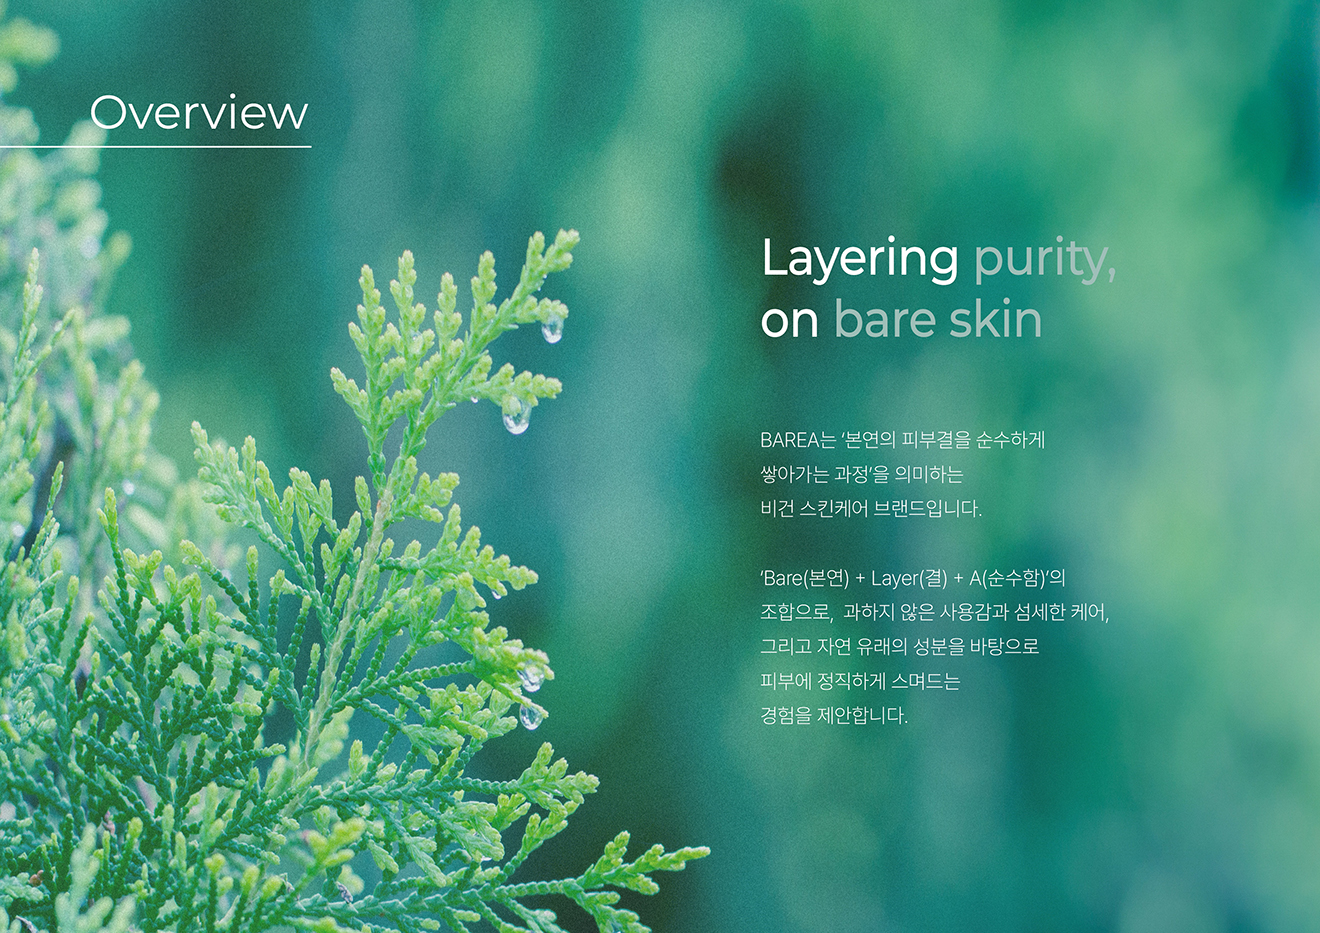 Overview
Layering purity,
on bare skin
BAREA는 ‘본연의 피부결을 순수하게
쌓아가는 과정’을 의미하는
비건 스킨케어 브랜드입니다.
‘Bare(본연) + Layer(결) + A(순수함)’의
조합으로, 과하지 않은 사용감과 섬세한 케어,
그리고 자연 유래의 성분을 바탕으로
피부에 정직하게 스며드는
경험을 제안합니다.